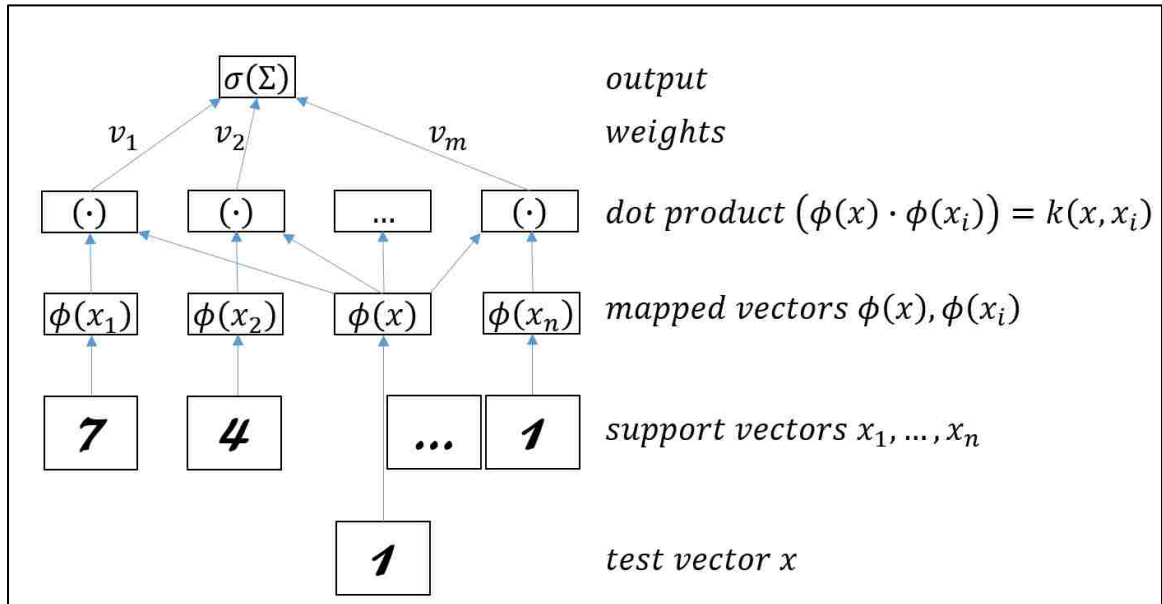 σ(Σ) output
v₁ v₂ vₘ weights
(·) (·) ... (·) dot product (ϕ(x) · ϕ(xᵢ)) = k(x, xᵢ)
ϕ(x₁) ϕ(x₂) ϕ(x) ϕ(xₙ) mapped vectors ϕ(x), ϕ(xᵢ)
7 4 ... 1 support vectors x₁, ... , xₙ
1 test vector x